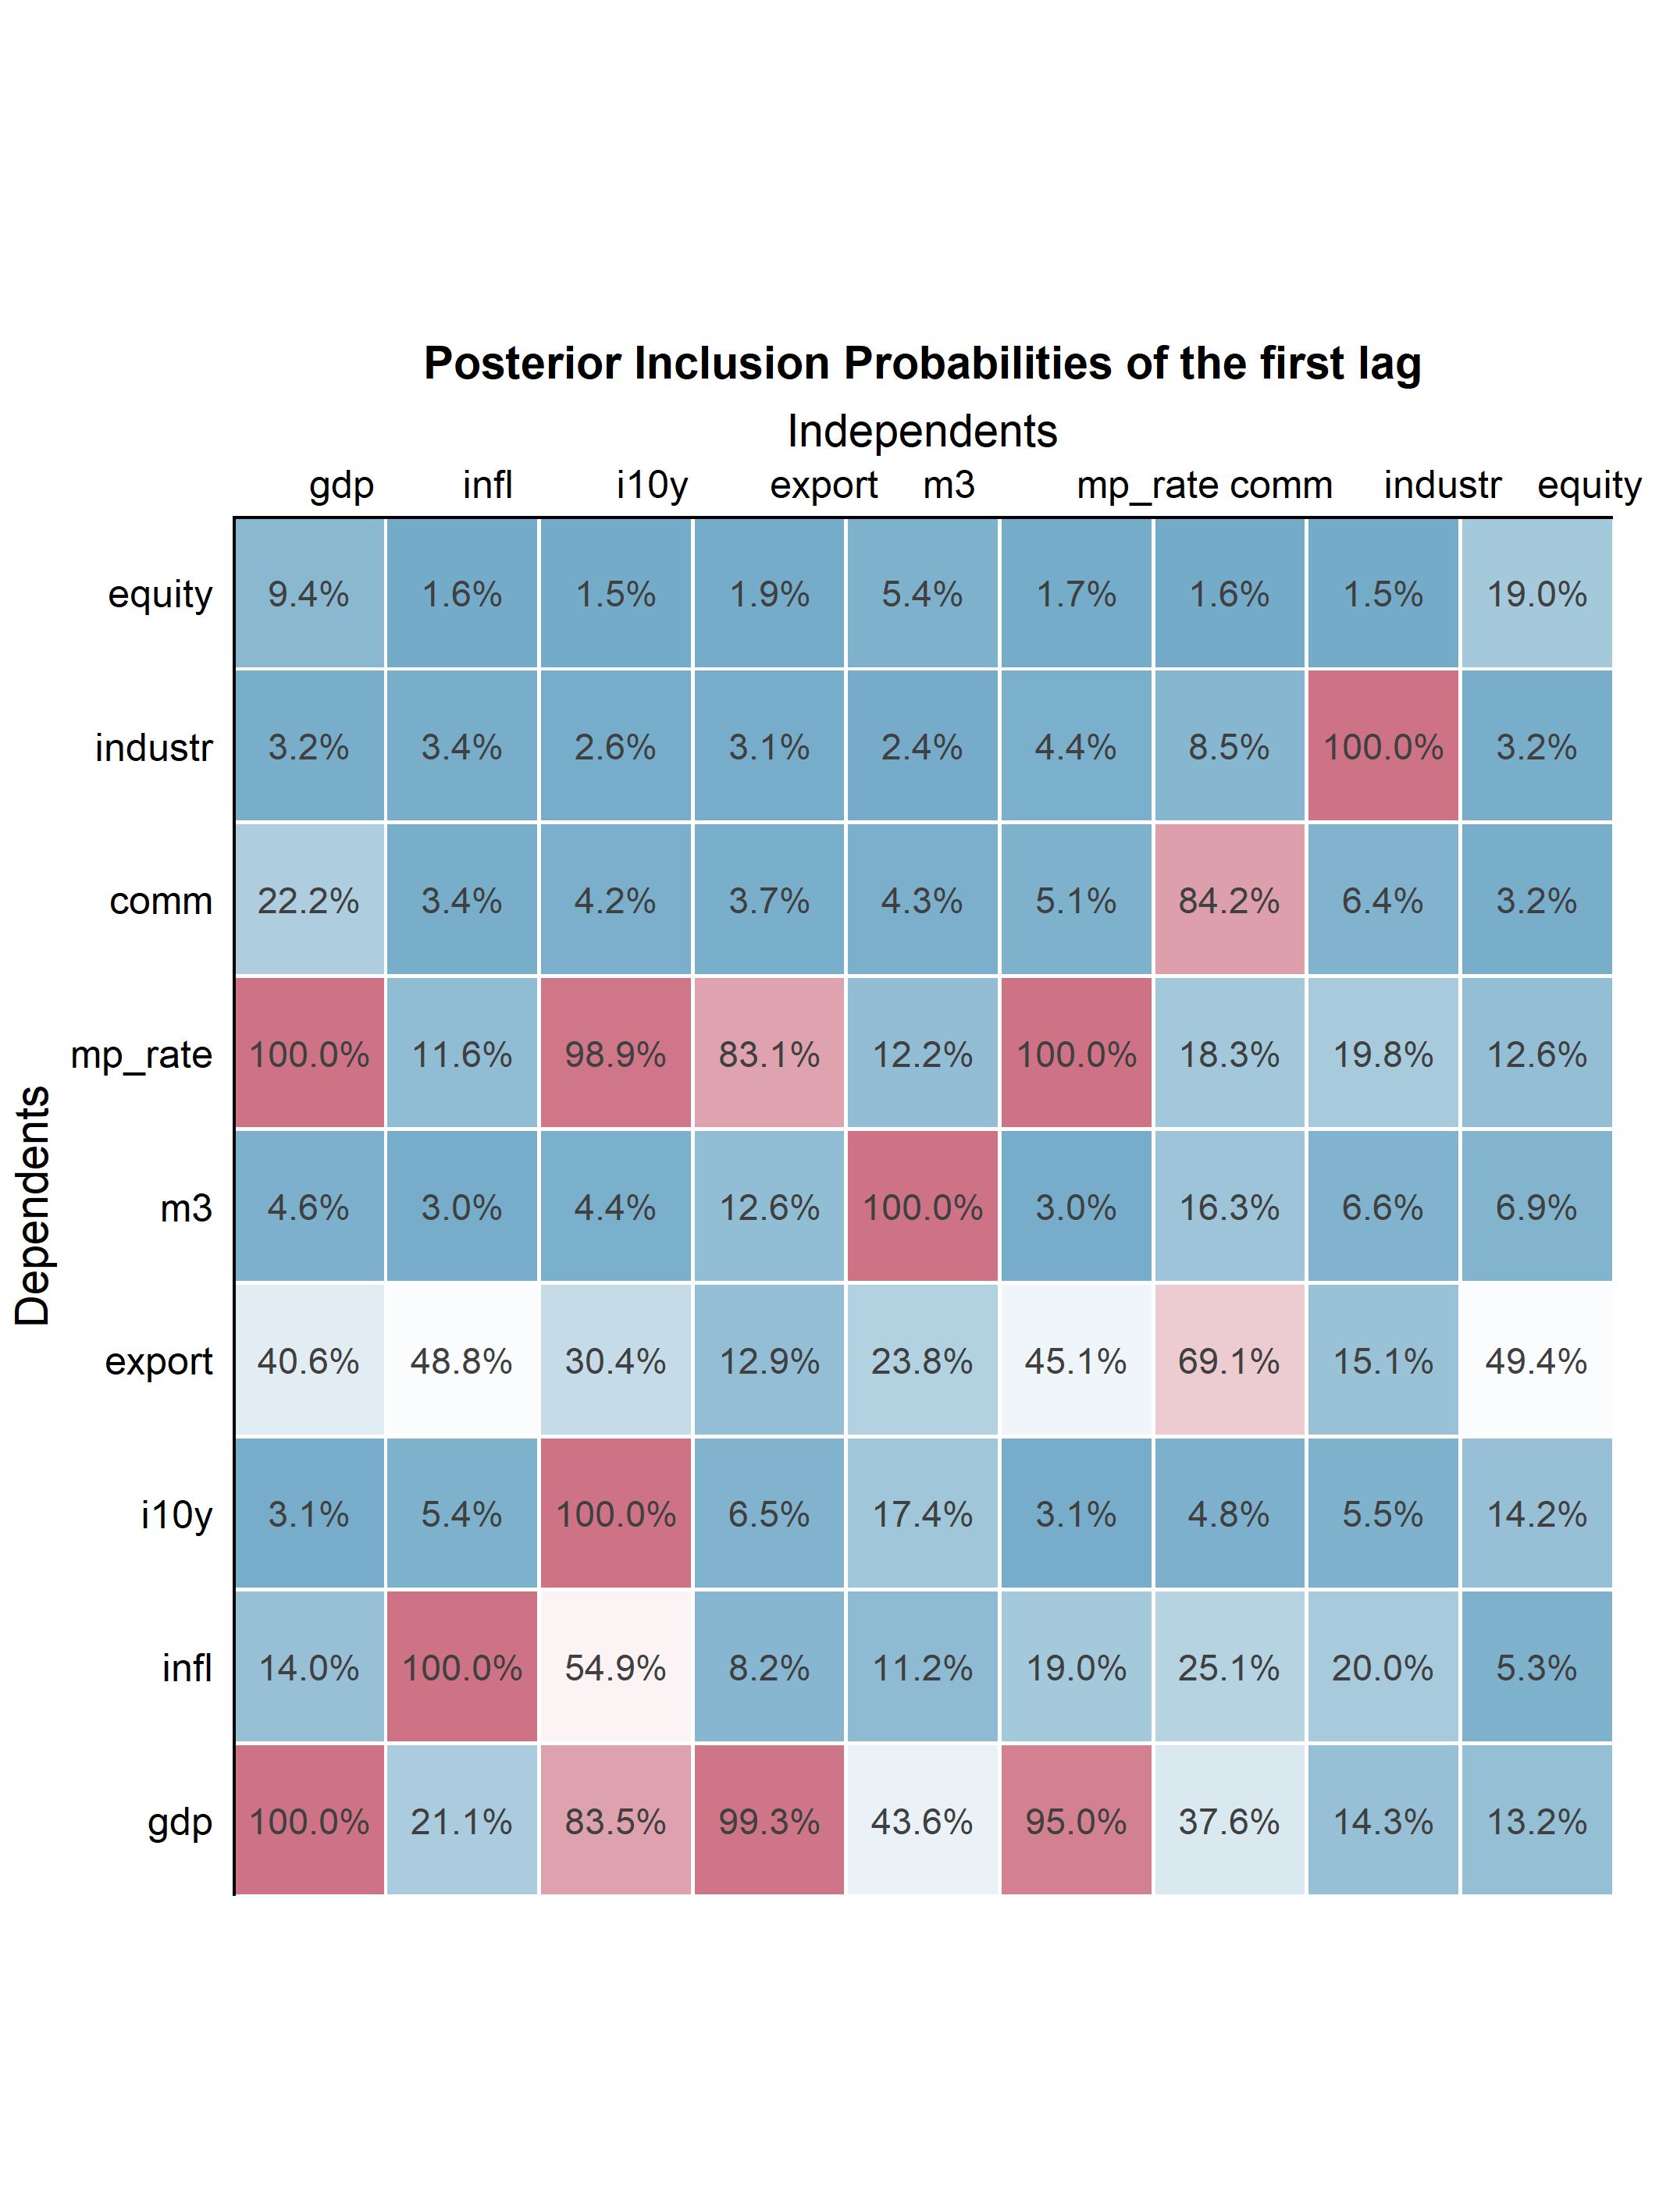 Posterior Inclusion Probabilities of the first lag
Independents
gdp infl i10y export m3 mp_rate comm industr equity
equity 9.4% 1.6% 1.5% 1.9% 5.4% 1.7% 1.6% 1.5% 19.0%
industr 3.2% 3.4% 2.6% 3.1% 2.4% 4.4% 8.5% 100.0% 3.2%
comm 22.2% 3.4% 4.2% 3.7% 4.3% 5.1% 84.2% 6.4% 3.2%
mp_rate 100.0% 11.6% 98.9% 83.1% 12.2% 100.0% 18.3% 19.8% 12.6%
m3 4.6% 3.0% 4.4% 12.6% 100.0% 3.0% 16.3% 6.6% 6.9%
export 40.6% 48.8% 30.4% 12.9% 23.8% 45.1% 69.1% 15.1% 49.4%
i10y 3.1% 5.4% 100.0% 6.5% 17.4% 3.1% 4.8% 5.5% 14.2%
infl 14.0% 100.0% 54.9% 8.2% 11.2% 19.0% 25.1% 20.0% 5.3%
gdp 100.0% 21.1% 83.5% 99.3% 43.6% 95.0% 37.6% 14.3% 13.2%
Dependents